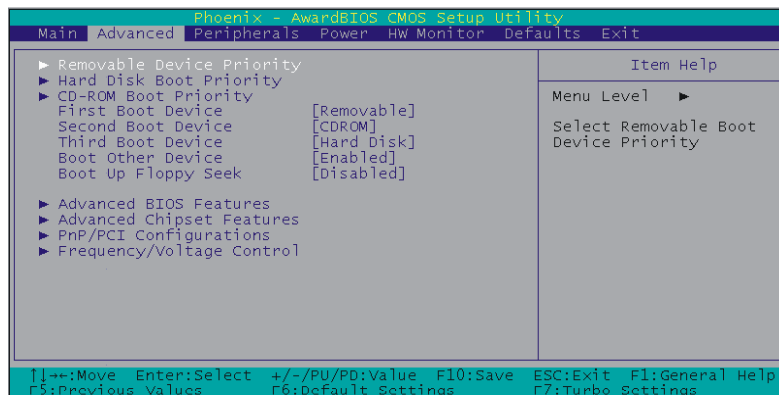 Phoenix - AwardBIOS CMOS Setup Utility
Main Advanced Peripherals Power HW Monitor Defaults Exit
► Removable Device Priority
► Hard Disk Boot Priority
► CD-ROM Boot Priority
First Boot Device [Removable]
Second Boot Device [CDROM]
Third Boot Device [Hard Disk]
Boot Other Device [Enabled]
Boot Up Floppy Seek [Disabled]
► Advanced BIOS Features
► Advanced Chipset Features
► PnP/PCI Configurations
► Frequency/Voltage Control
Item Help
Menu Level ►
Select Removable Boot
Device Priority
↑↓→←:Move Enter:Select +/-/PU/PD:Value F10:Save ESC:Exit F1:General Help
F5:Previous Values F6:Default Settings F7:Turbo Settings